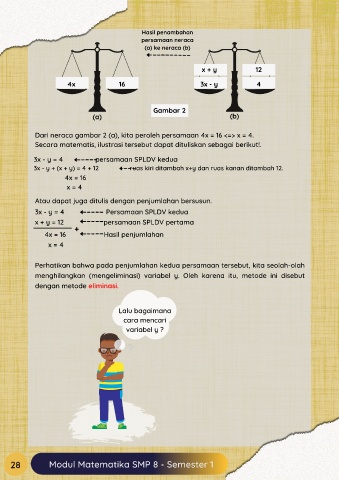 Hasil penambahan
persamaan neraca
(a) ke neraca (b)
x + y 12
4x 16 3x - y 4
Gambar 2
(a) (b)
Dari neraca gambar 2 (a), kita peroleh persamaan 4x = 16 <=> x = 4.
Secara matematis, ilustrasi tersebut dapat dituliskan sebagai berikut!.
3x - y = 4 persamaan SPLDV kedua
3x - y + (x + y) = 4 + 12 ruas kiri ditambah x+y dan ruas kanan ditambah 12.
4x = 16
x = 4
Atau dapat juga ditulis dengan penjumlahan bersusun.
3x - y = 4 Persamaan SPLDV kedua
x + y = 12 persamaan SPLDV pertama
+
4x = 16 Hasil penjumlahan
x = 4
Perhatikan bahwa pada penjumlahan kedua persamaan tersebut, kita seolah-olah
menghilangkan (mengeliminasi) variabel y. Oleh karena itu, metode ini disebut
dengan metode eliminasi.
Lalu bagaimana
cara mencari
variabel y ?
28 Modul Matematika SMP 8 - Semester 1